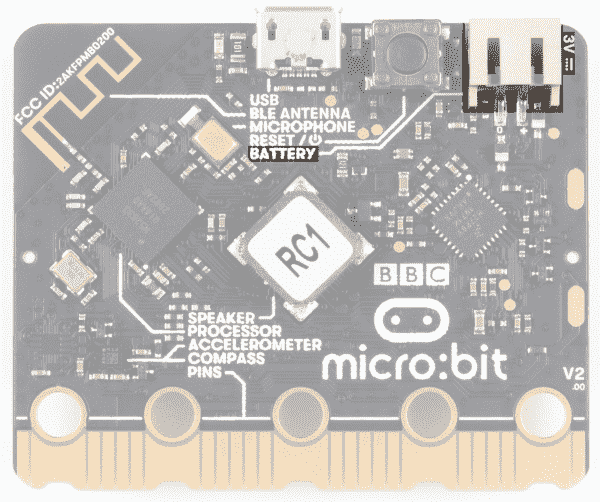 FCC ID:2AKFPMB0200
3V
USB
BLE ANTENNA
MICROPHONE
RESET /
BATTERY
RC1
BBC
SPEAKER
PROCESSOR
ACCELEROMETER
COMPASS
PINS
micro:bit
V2
.00